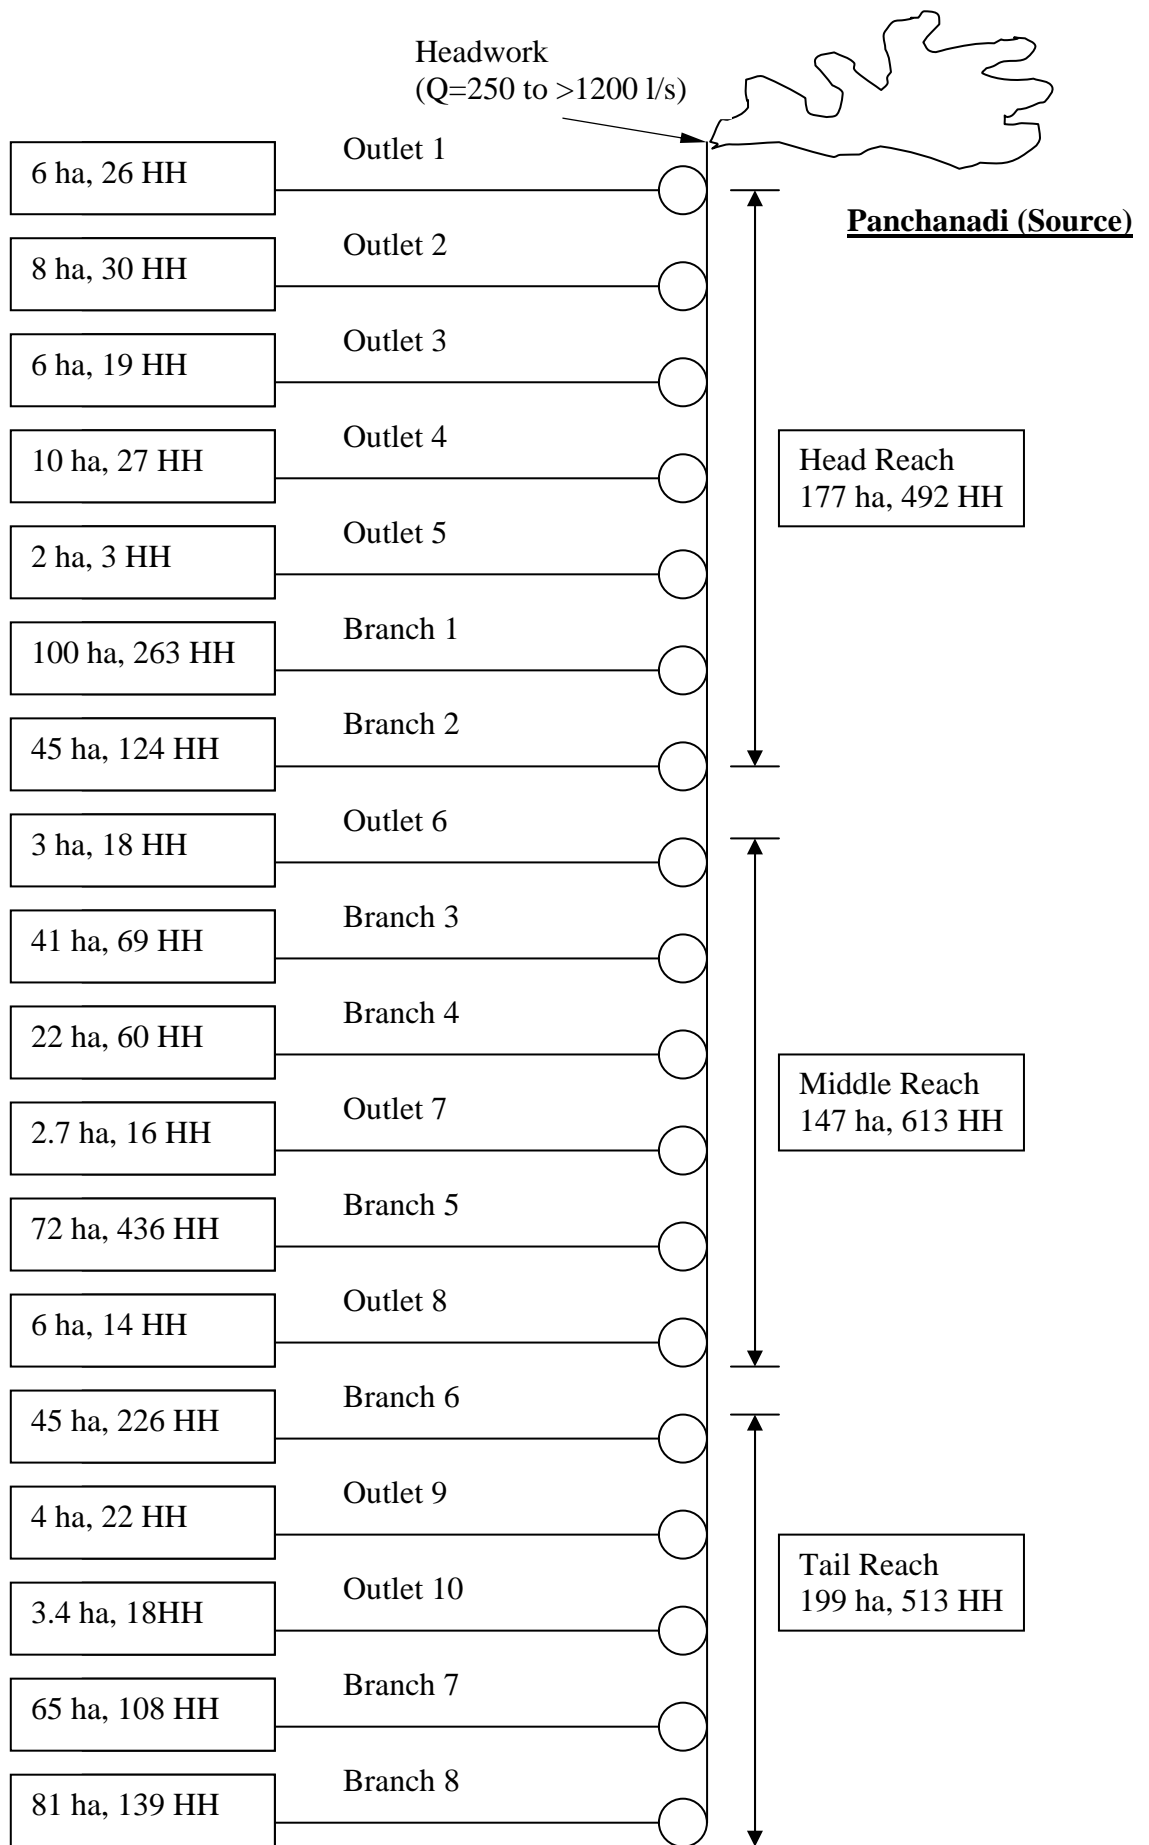 Headwork
(Q=250 to >1200 l/s)
Panchanadi (Source)
Outlet 1
6 ha, 26 HH
Outlet 2
8 ha, 30 HH
Outlet 3
6 ha, 19 HH
Outlet 4
10 ha, 27 HH
Head Reach
177 ha, 492 HH
Outlet 5
2 ha, 3 HH
Branch 1
100 ha, 263 HH
Branch 2
45 ha, 124 HH
Outlet 6
3 ha, 18 HH
Branch 3
41 ha, 69 HH
Branch 4
22 ha, 60 HH
Middle Reach
147 ha, 613 HH
Outlet 7
2.7 ha, 16 HH
Branch 5
72 ha, 436 HH
Outlet 8
6 ha, 14 HH
Branch 6
45 ha, 226 HH
Outlet 9
4 ha, 22 HH
Tail Reach
199 ha, 513 HH
Outlet 10
3.4 ha, 18HH
Branch 7
65 ha, 108 HH
Branch 8
81 ha, 139 HH